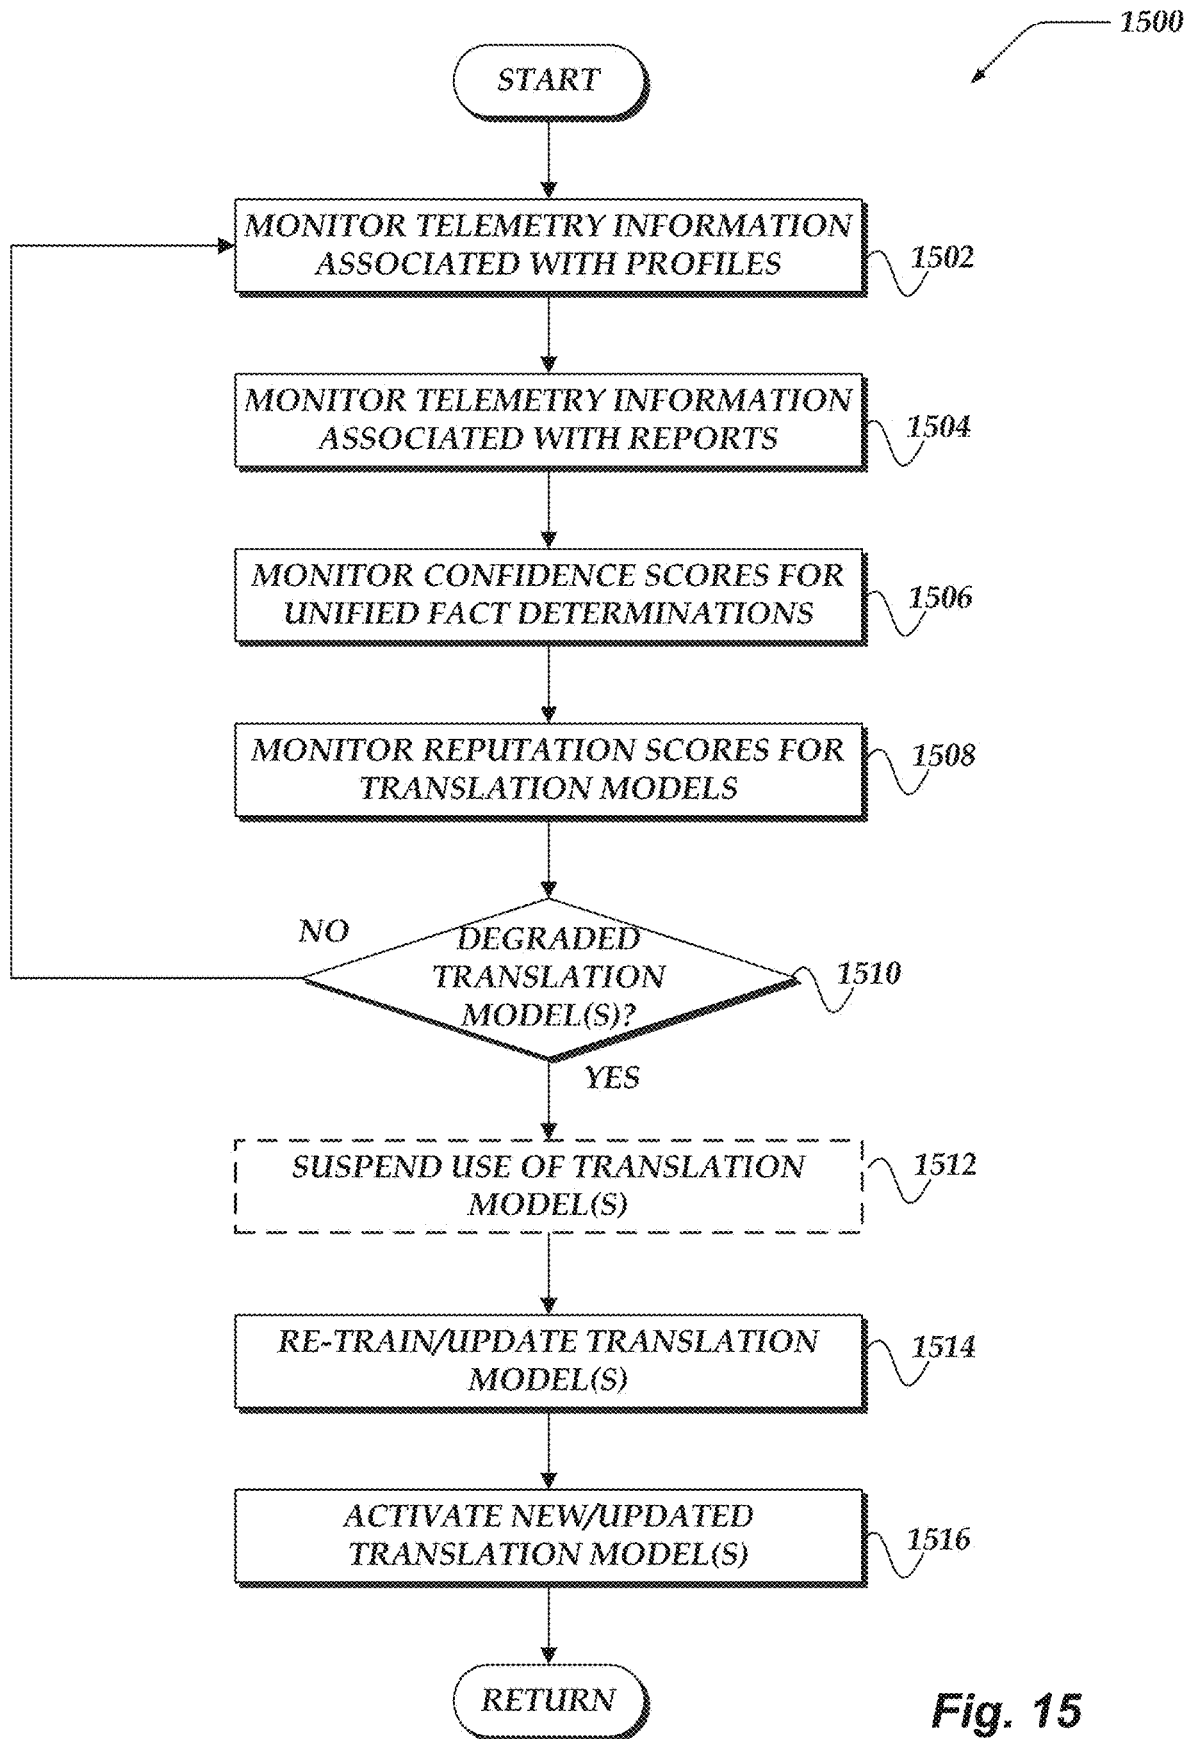 1500
START
MONITOR TELEMETRY INFORMATION
ASSOCIATED WITH PROFILES
1502
MONITOR TELEMETRY INFORMATION
ASSOCIATED WITH REPORTS
1504
MONITOR CONFIDENCE SCORES FOR
UNIFIED FACT DETERMINATIONS
1506
MONITOR REPUTATION SCORES FOR
TRANSLATION MODELS
1508
NO
DEGRADED
TRANSLATION
MODEL(S)?
1510
YES
SUSPEND USE OF TRANSLATION
MODEL(S)
1512
RE-TRAIN/UPDATE TRANSLATION
MODEL(S)
1514
ACTIVATE NEW/UPDATED
TRANSLATION MODEL(S)
1516
RETURN
Fig. 15